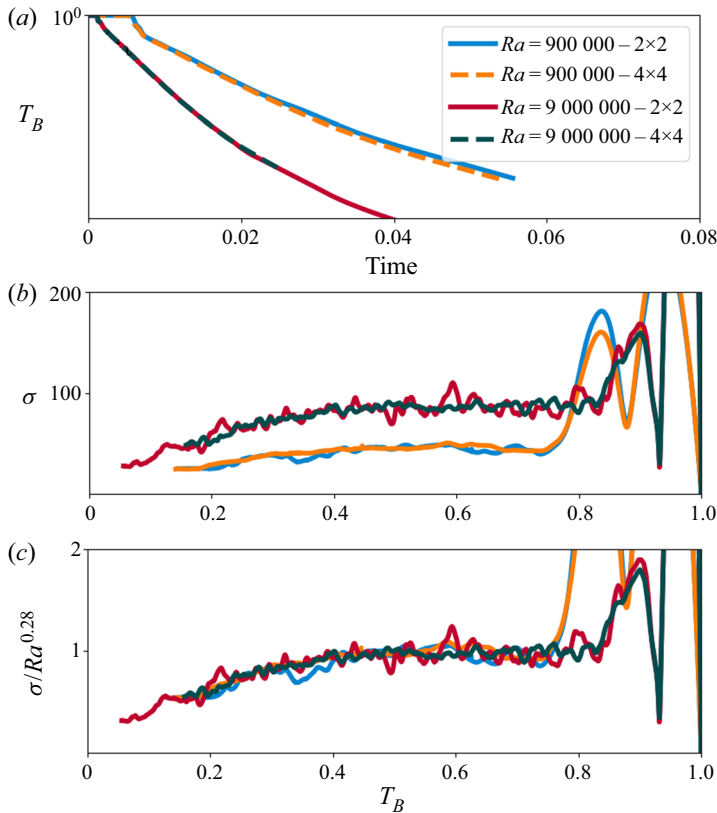 (a)
10⁰
T_B
Ra = 900 000 – 2×2
Ra = 900 000 – 4×4
Ra = 9 000 000 – 2×2
Ra = 9 000 000 – 4×4
0 0.02 0.04 0.06 0.08
Time
(b)
200
100
σ
0 0.2 0.4 0.6 0.8 1.0
(c)
2
1
σ/Ra^0.28
0 0.2 0.4 0.6 0.8 1.0
T_B